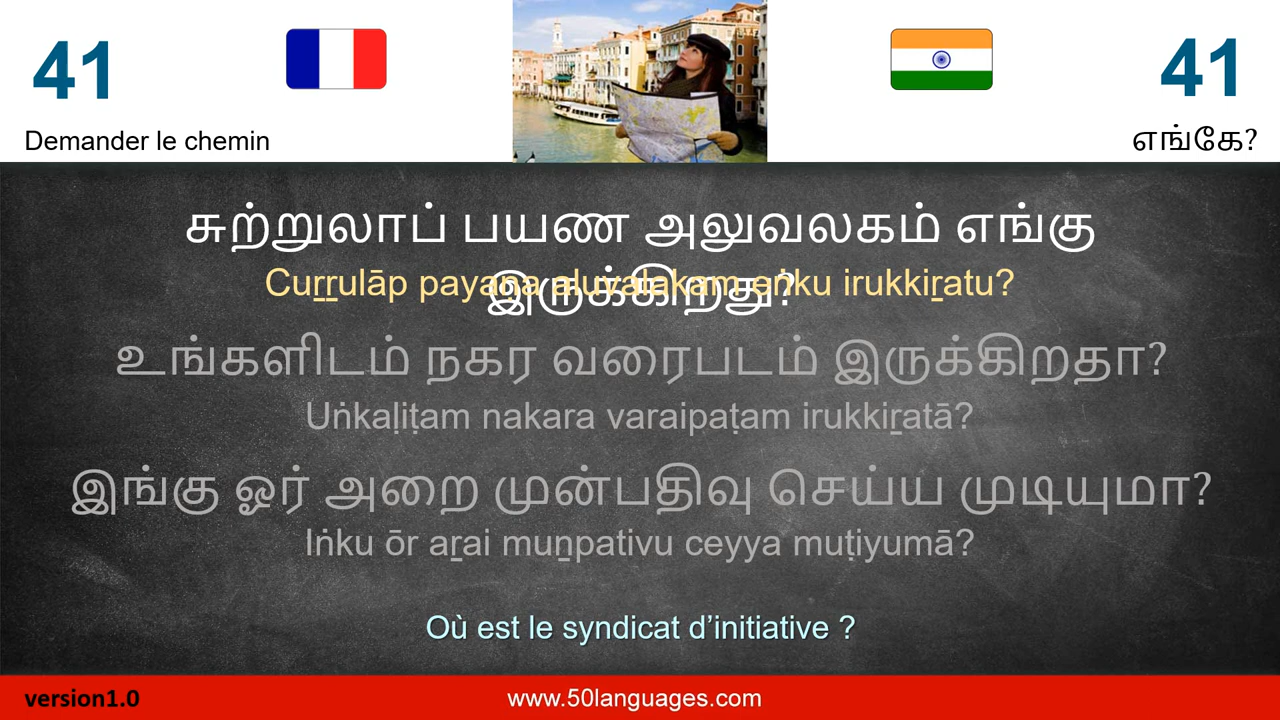 41
41
Demander le chemin
எங்கே?
சுற்றுலாப் பயண அலுவலகம் எங்கு
இருக்கிறது?
Cuṟṟulāp payaṇa aluvalakam eṅku irukkiṟatu?
உங்களிடம் நகர வரைபடம் இருக்கிறதா?
Uṅkaḷiṭam nakara varaipaṭam irukkiṟatā?
இங்கு ஓர் அறை முன்பதிவு செய்ய முடியுமா?
Iṅku ōr aṟai muṉpativu ceyya muṭiyumā?
Où est le syndicat d’initiative ?
version1.0
www.50languages.com